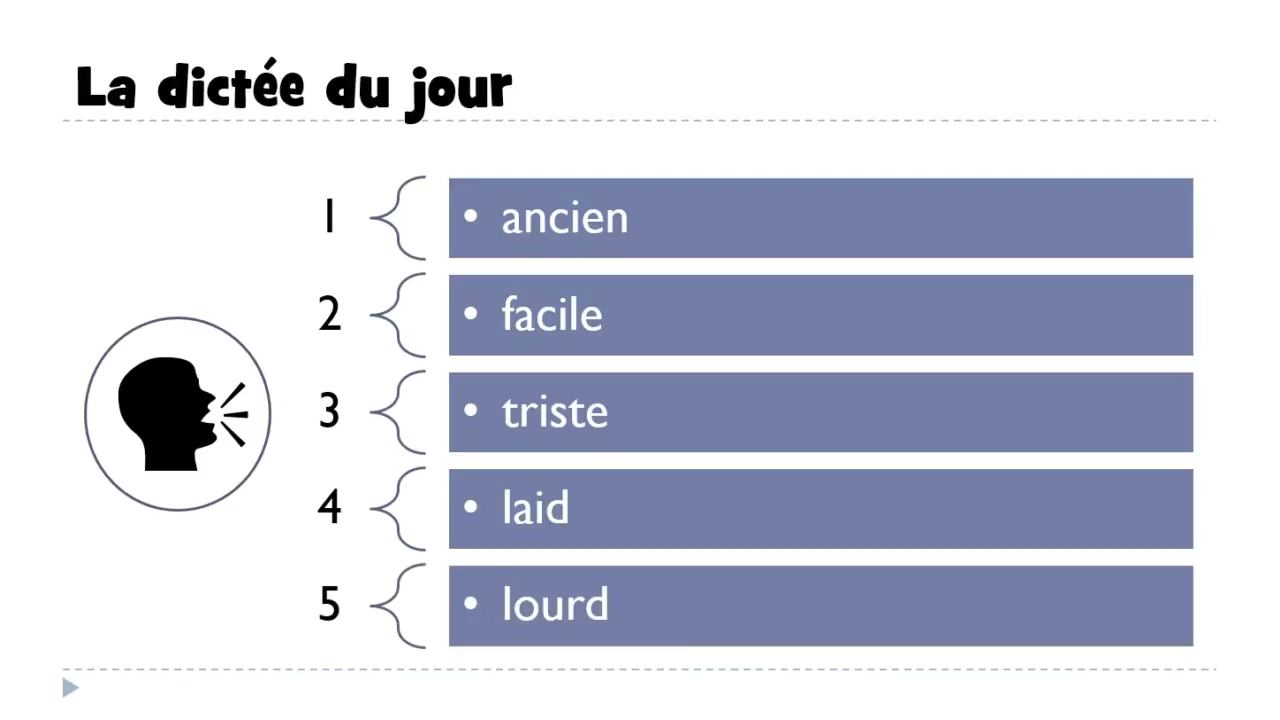 La dictée du jour
1 • ancien
2 • facile
3 • triste
4 • laid
5 • lourd